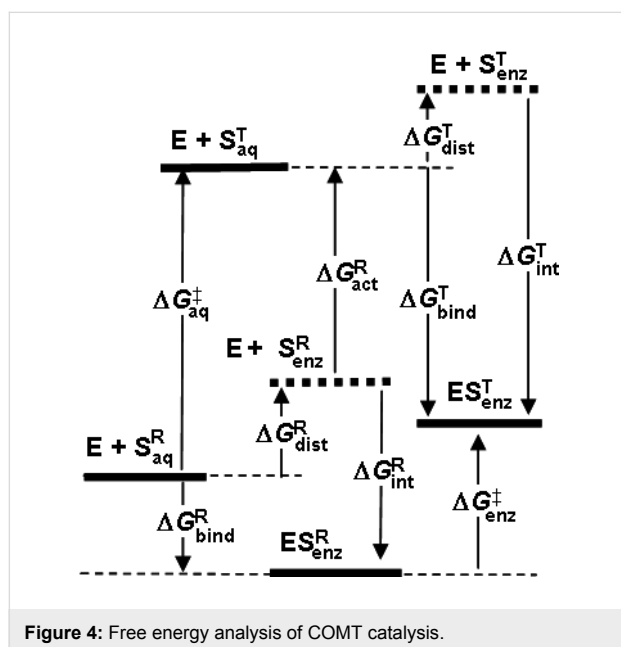 E + S^T_enz
ΔG^T_dist
E + S^T_aq
ΔG^T_int
ΔG^R_act
ΔG^‡_aq
ΔG^T_bind
E + S^R_enz
ES^T_enz
ΔG^R_dist
E + S^R_aq
ΔG^R_int
ΔG^‡_enz
ΔG^R_bind
ES^R_enz
Figure 4: Free energy analysis of COMT catalysis.